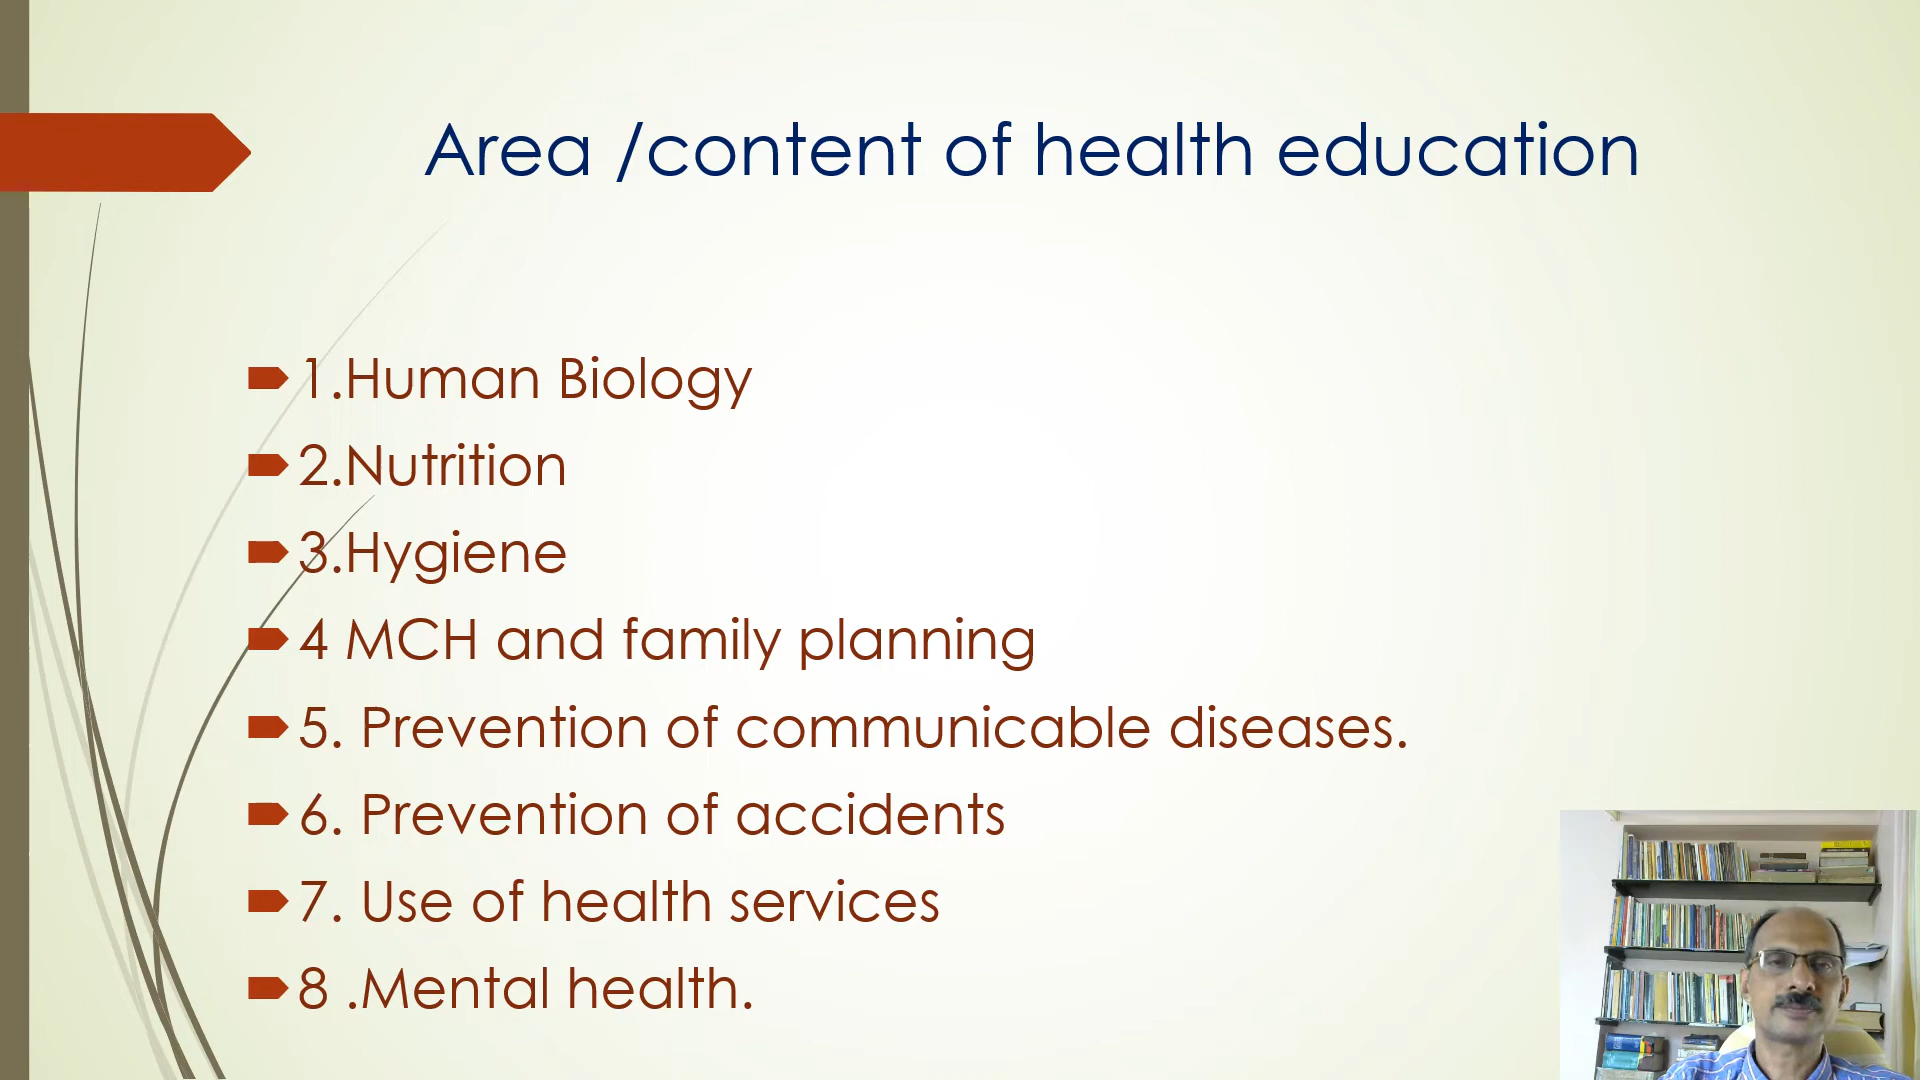 Area /content of health education
1.Human Biology
2.Nutrition
3.Hygiene
4 MCH and family planning
5. Prevention of communicable diseases.
6. Prevention of accidents
7. Use of health services
8 .Mental health.